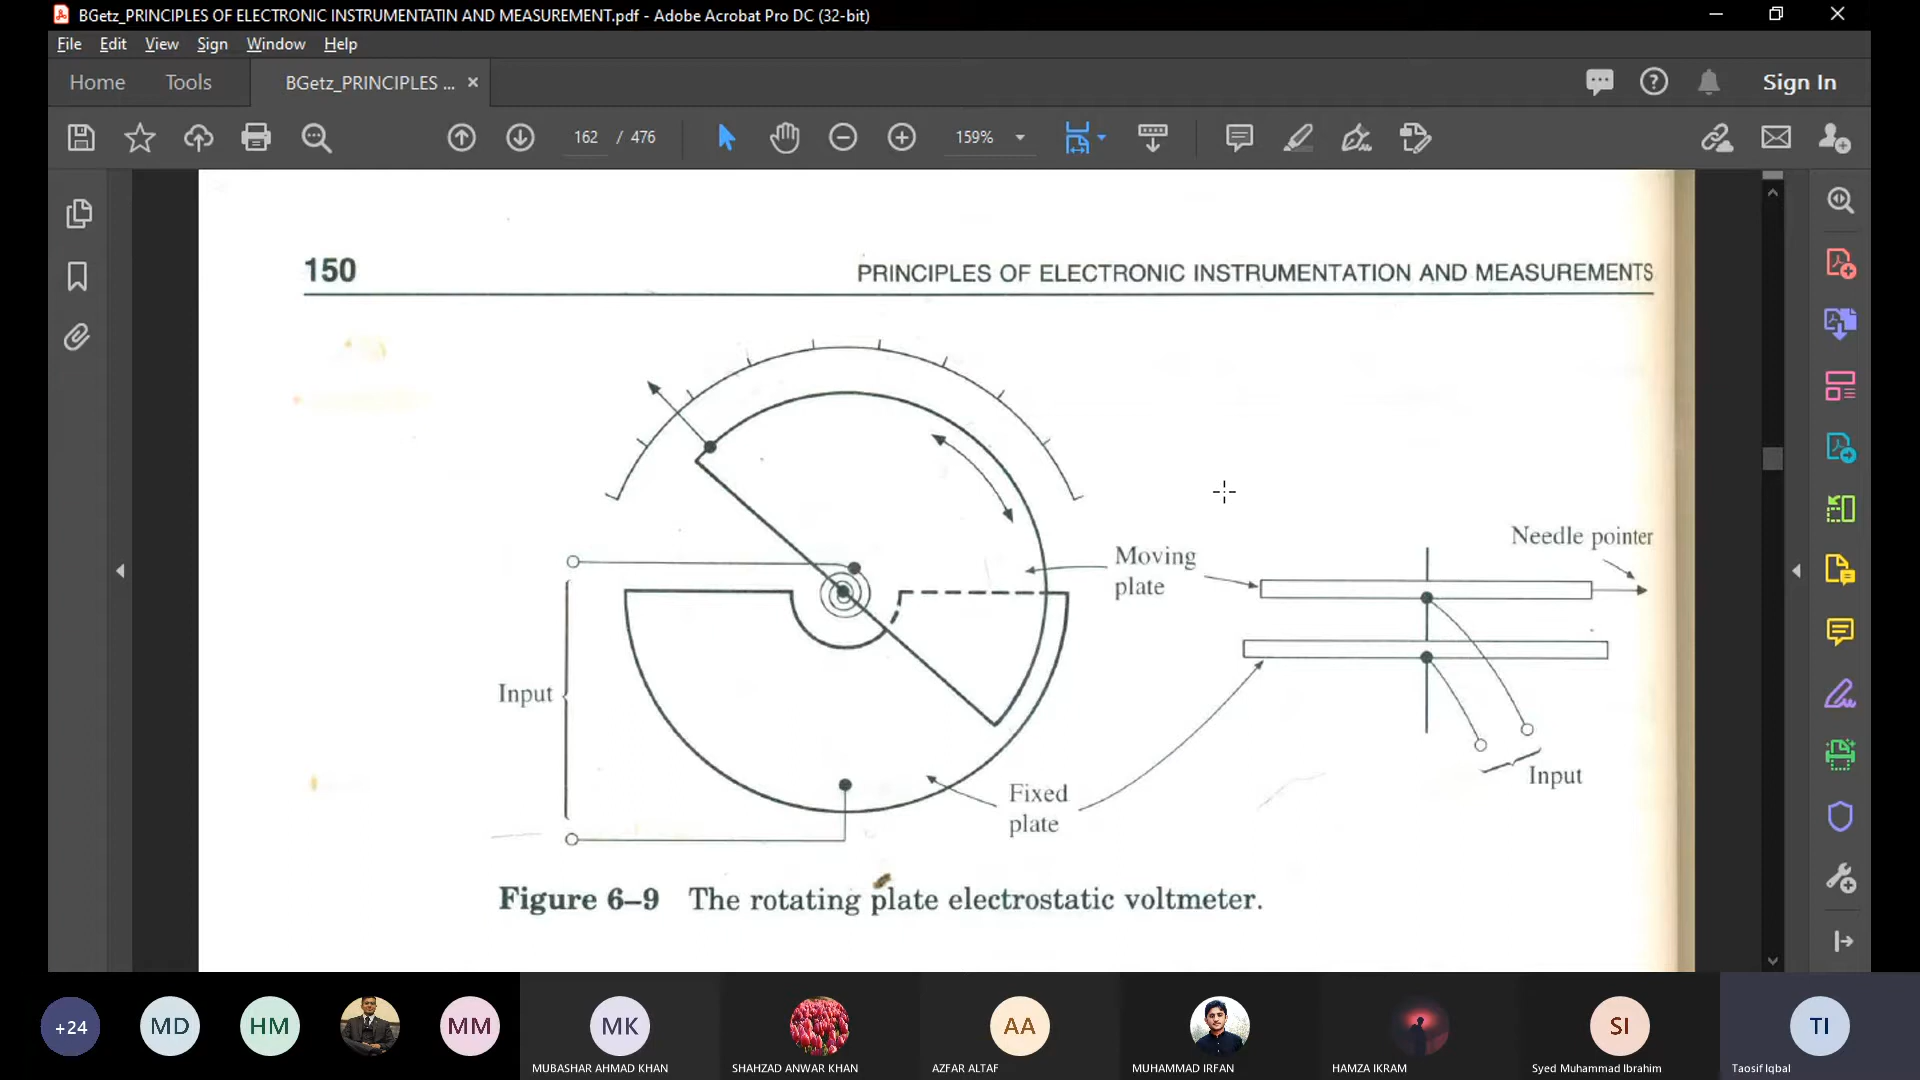 BGetz_PRINCIPLES OF ELECTRONIC INSTRUMENTATIN AND MEASUREMENT.pdf - Adobe Acrobat Pro DC (32-bit)
File Edit View Sign Window Help
Home Tools BGetz_PRINCIPLES ... × Sign In
162 / 476 159%
150 PRINCIPLES OF ELECTRONIC INSTRUMENTATION AND MEASUREMENTS
Needle pointer
Moving
plate
Input
Input
Fixed
plate
Figure 6–9 The rotating plate electrostatic voltmeter.
+24 MD HM MM MK AA SI TI
MUBASHAR AHMAD KHAN SHAHZAD ANWAR KHAN AZFAR ALTAF MUHAMMAD IRFAN HAMZA IKRAM Syed Muhammad Ibrahim Taosif Iqbal